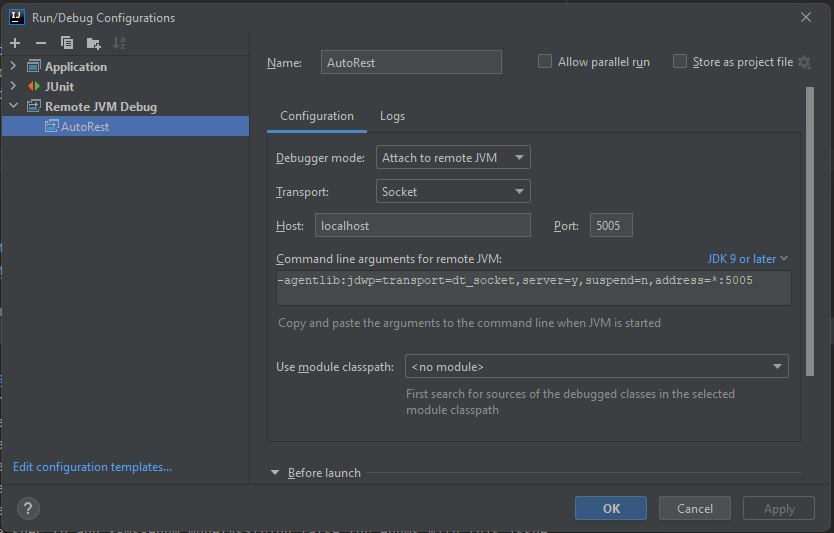 Run/Debug Configurations
Application
JUnit
Remote JVM Debug
AutoRest
Edit configuration templates...
Name: AutoRest Allow parallel run Store as project file
Configuration Logs
Debugger mode: Attach to remote JVM
Transport: Socket
Host: localhost Port: 5005
Command line arguments for remote JVM: JDK 9 or later
-agentlib:jdwp=transport=dt_socket,server=y,suspend=n,address=*:5005
Copy and paste the arguments to the command line when JVM is started
Use module classpath: <no module>
First search for sources of the debugged classes in the selected
module classpath
Before launch
? OK Cancel Apply